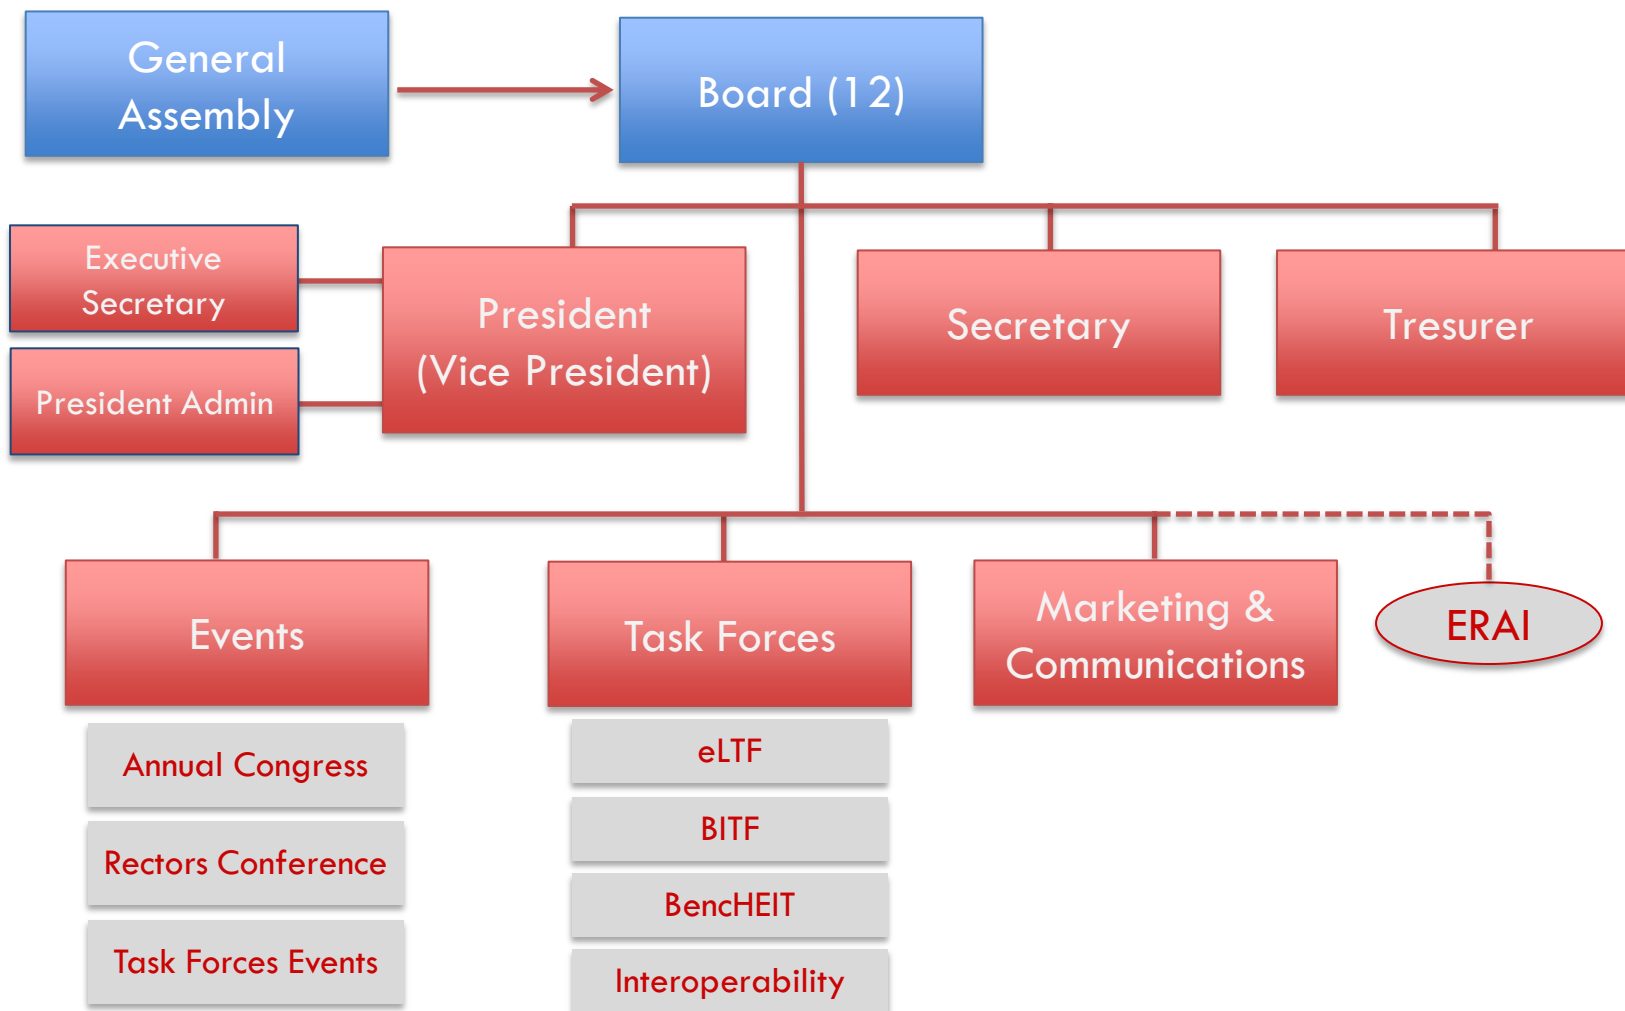 General
Assembly
Board (12)
Executive
Secretary
President Admin
President
(Vice President)
Secretary
Tresurer
Events
Task Forces
Marketing &
Communications
ERAI
Annual Congress
Rectors Conference
Task Forces Events
eLTF
BITF
BencHEIT
Interoperability